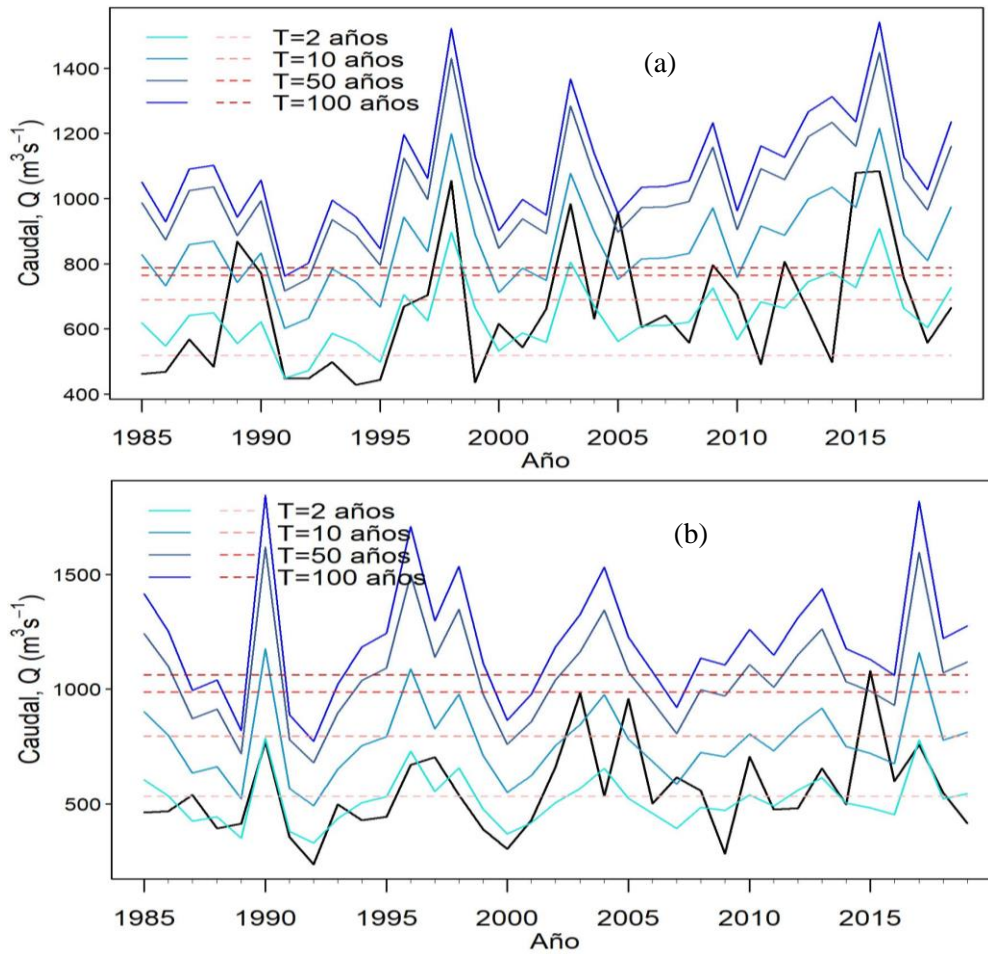 T=2 años
T=10 años
T=50 años
T=100 años
(a)
Caudal, Q (m³s⁻¹)
1400
1200
1000
800
600
400
1985
1990
1995
2000
2005
2010
2015
Año
T=2 años
T=10 años
T=50 años
T=100 años
(b)
Caudal, Q (m³s⁻¹)
1500
1000
500
1985
1990
1995
2000
2005
2010
2015
Año